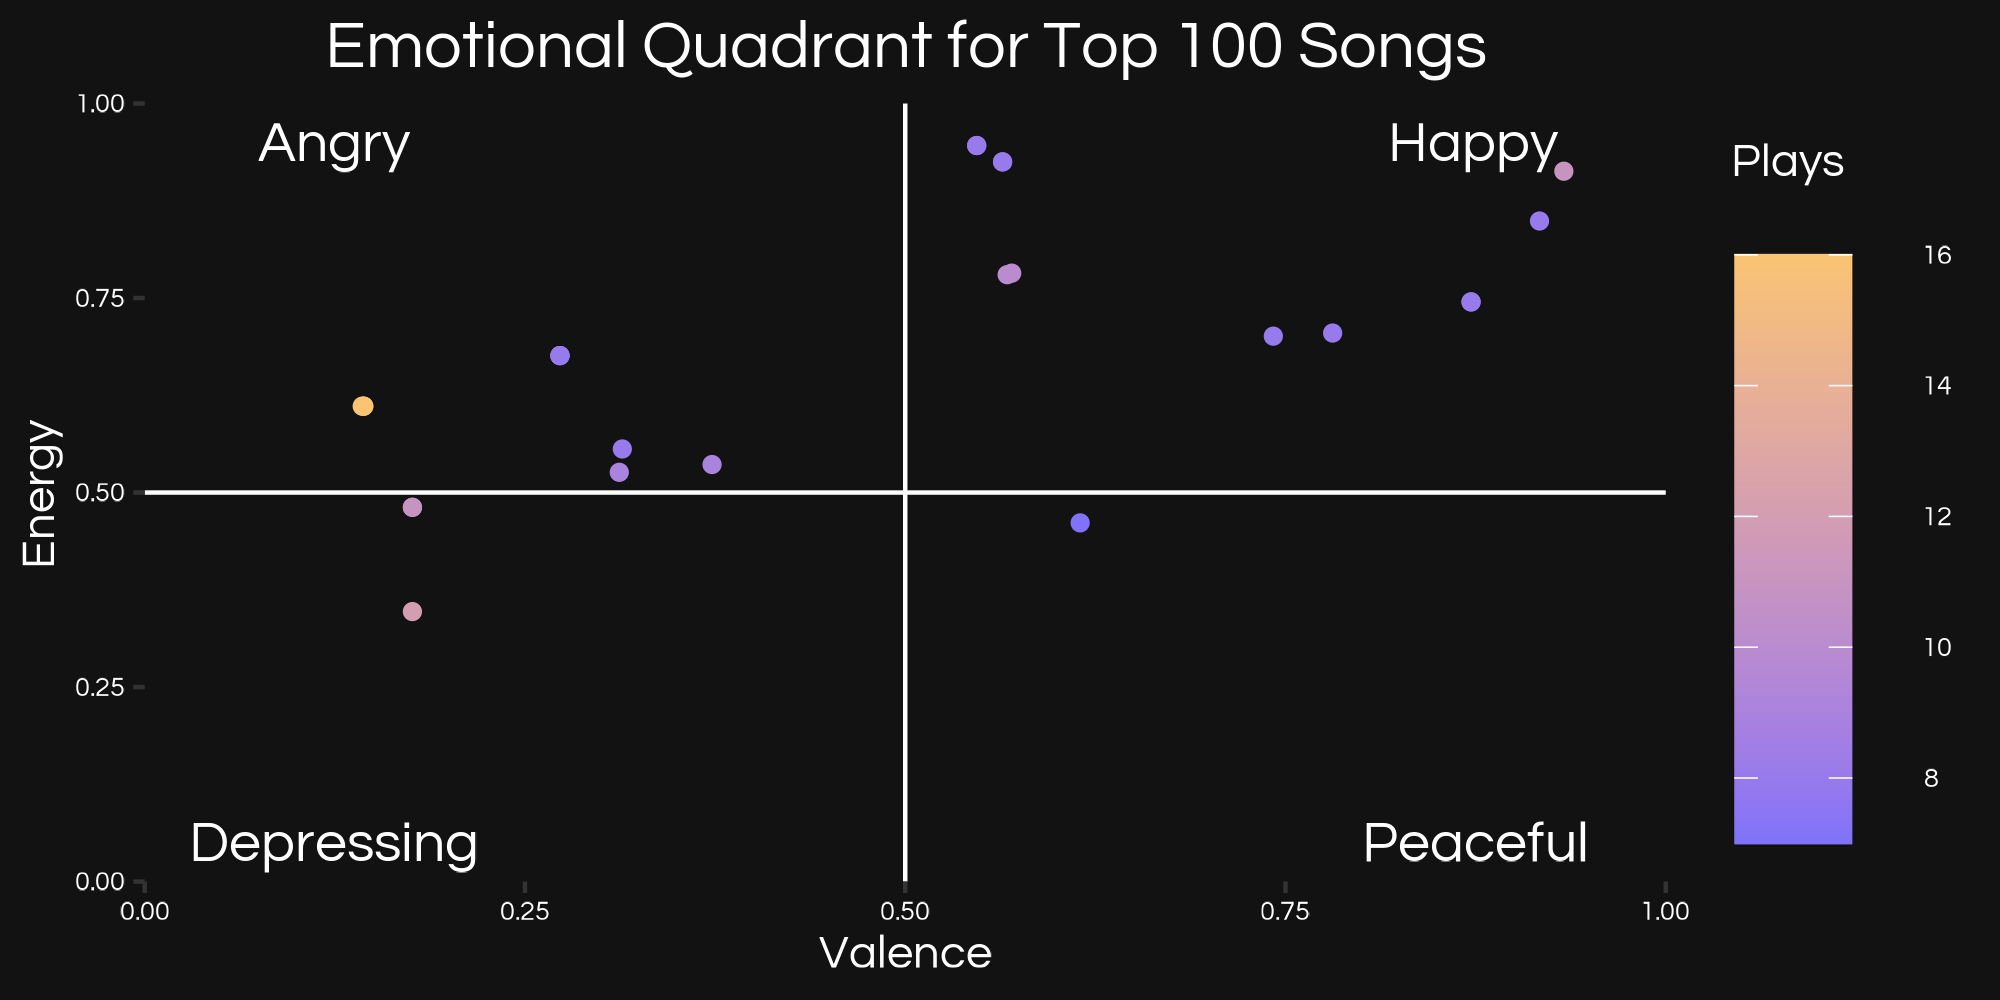 Emotional Quadrant for Top 100 Songs
Angry
Happy
Depressing
Peaceful
Energy
1.00
0.75
0.50
0.25
0.00
0.00
0.25
0.50
0.75
1.00
Valence
Plays
16
14
12
10
8